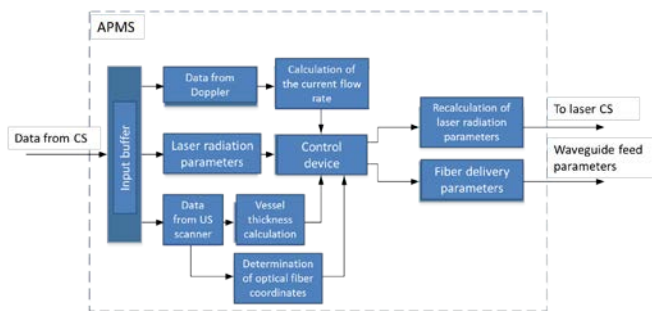 APMS
Data from CS
Input buffer
Data from
Doppler
Calculation of
the current flow
rate
Laser radiation
parameters
Control
device
Data
from US
scanner
Vessel
thickness
calculation
Determination
of optical fiber
coordinates
Recalculation of
laser radiation
parameters
Fiber delivery
parameters
To laser CS
Waveguide feed
parameters